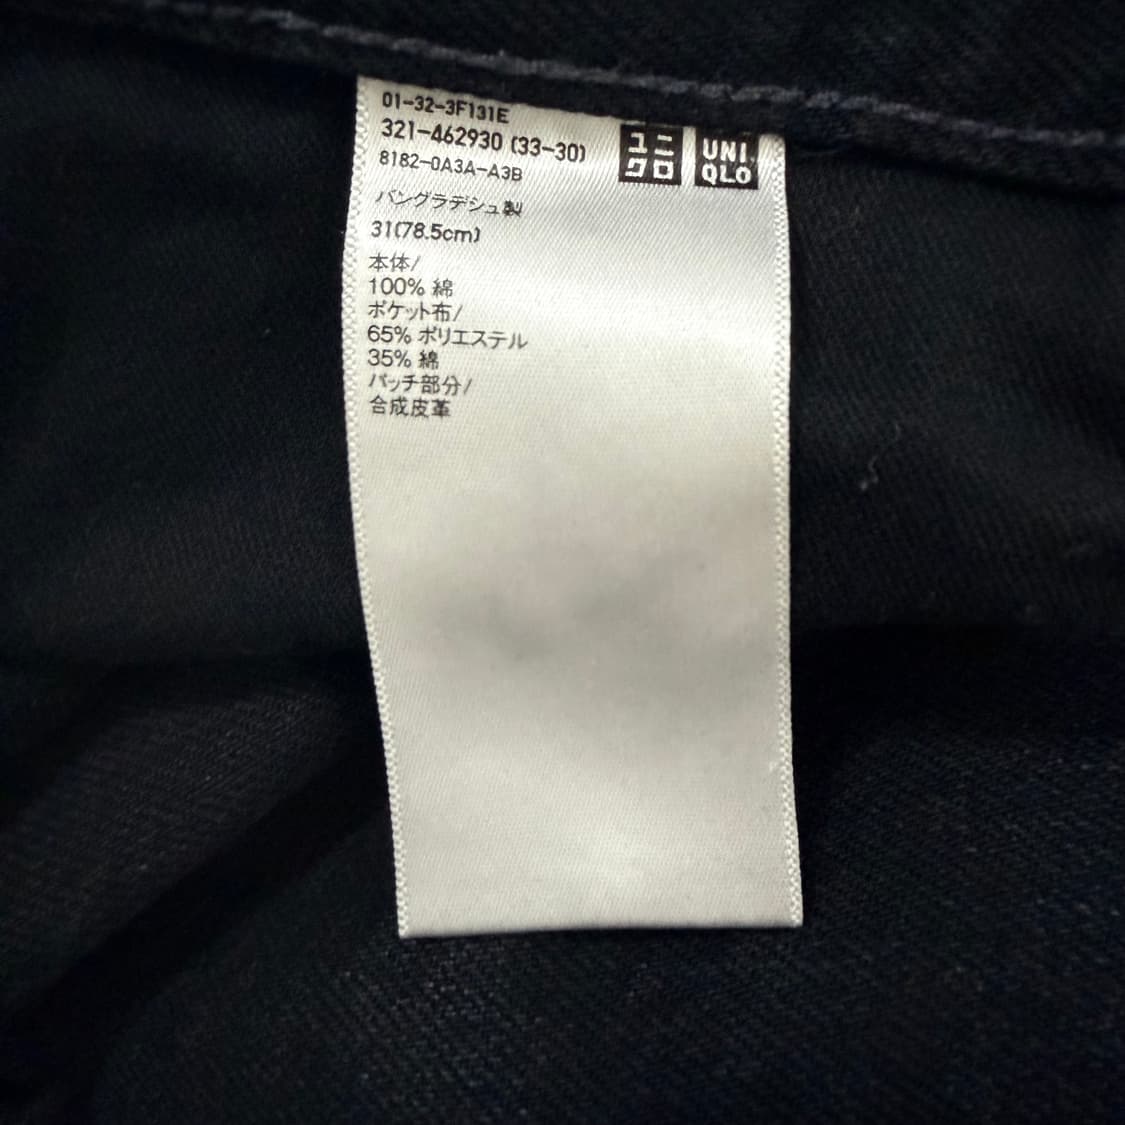 01-32-3F131E
321-462930 (33-30)
8182-0A3A-A3B
ユニ
クロ
UNI
QLO
バングラデシュ製
31(78.5cm)
本体/
100% 綿
ポケット布/
65% ポリエステル
35% 綿
パッチ部分/
合成皮革